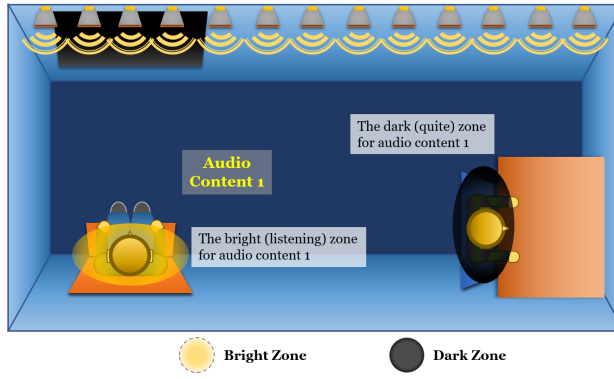 The dark (quite) zone
for audio content 1
Audio
Content 1
The bright (listening) zone
for audio content 1
Bright Zone
Dark Zone